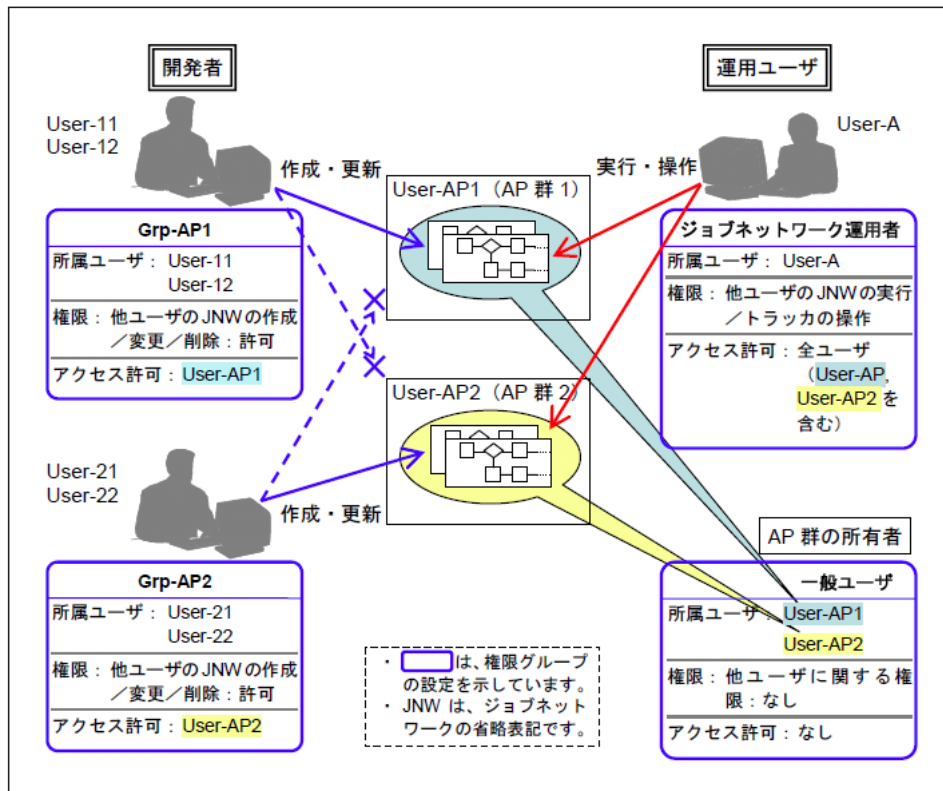 開発者
運用ユーザ
User-11
User-12
User-A
作成・更新
実行・操作
User-AP1（AP 群 1）
Grp-AP1
所属ユーザ： User-11
User-12
権限：他ユーザのJNWの作成
／変更／削除：許可
アクセス許可：User-AP1
ジョブネットワーク運用者
所属ユーザ：User-A
権限：他ユーザのJNWの実行
／トラッカの操作
アクセス許可：全ユーザ
（User-AP,
User-AP2 を
含む）
User-AP2（AP 群 2）
User-21
User-22
作成・更新
AP 群の所有者
Grp-AP2
所属ユーザ： User-21
User-22
権限：他ユーザのJNWの作成
／変更／削除：許可
アクセス許可：User-AP2
一般ユーザ
所属ユーザ： User-AP1
User-AP2
権限：他ユーザに関する権
限：なし
アクセス許可：なし
・ は、権限グループ
の設定を示しています。
・ JNW は、ジョブネット
ワークの省略表記です。